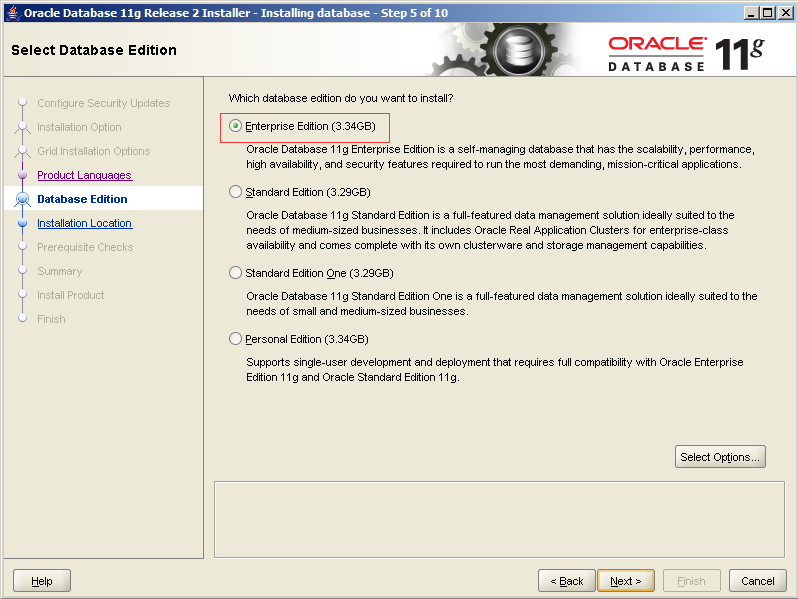 Oracle Database 11g Release 2 Installer - Installing database - Step 5 of 10
Select Database Edition
ORACLE
DATABASE
11g
Configure Security Updates
Installation Option
Grid Installation Options
Product Languages
Database Edition
Installation Location
Prerequisite Checks
Summary
Install Product
Finish
Which database edition do you want to install?
Enterprise Edition (3.34GB)
Oracle Database 11g Enterprise Edition is a self-managing database that has the scalability, performance,
high availability, and security features required to run the most demanding, mission-critical applications.
Standard Edition (3.29GB)
Oracle Database 11g Standard Edition is a full-featured data management solution ideally suited to the
needs of medium-sized businesses. It includes Oracle Real Application Clusters for enterprise-class
availability and comes complete with its own clusterware and storage management capabilities.
Standard Edition One (3.29GB)
Oracle Database 11g Standard Edition One is a full-featured data management solution ideally suited to the
needs of small and medium-sized businesses.
Personal Edition (3.34GB)
Supports single-user development and deployment that requires full compatibility with Oracle Enterprise
Edition 11g and Oracle Standard Edition 11g.
Select Options...
Help
< Back
Next >
Finish
Cancel